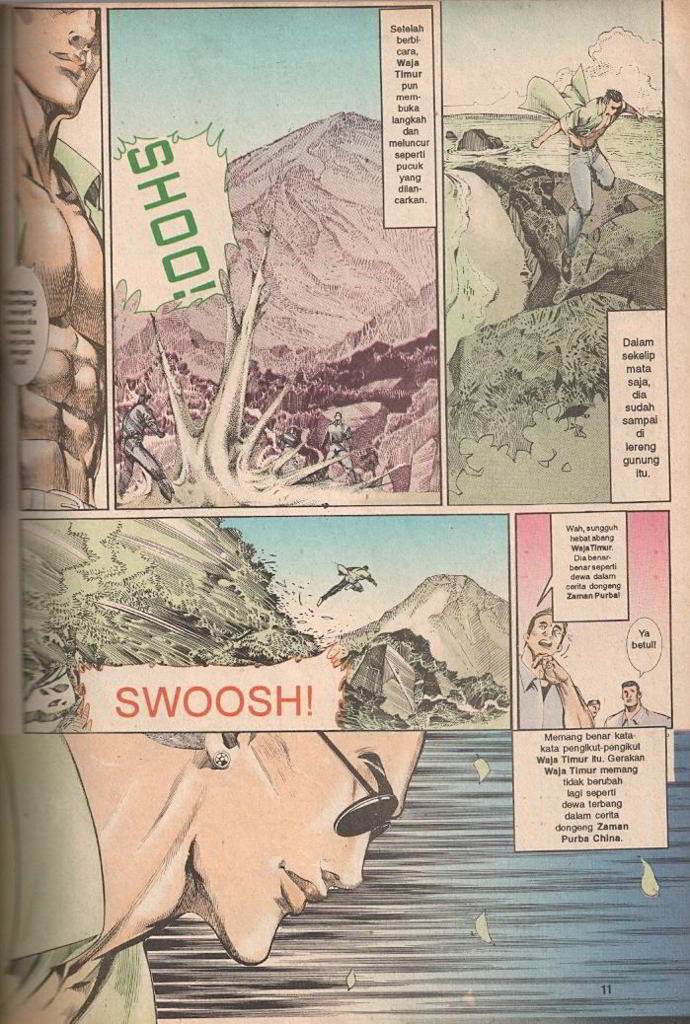 Setelah
berbi-
cara,
Waja
Timur
pun
mem-
buka
langkah
dan
meluncur
seperti
pucuk
yang
dilan-
carkan.
SHOO!
Dalam
sekelip
mata
saja,
dia
sudah
sampai
di
lereng
gunung
itu.
SWOOSH!
Wah, sungguh
hebat abang
Waja Timur.
Dia benar-
benar seperti
dewa dalam
cerita dongeng
Zaman Purba!
Ya
betul!
Memang benar kata-
kata pengikut-pengikut
Waja Timur itu. Gerakan
Waja Timur memang
tidak berubah
lagi seperti
dewa terbang
dalam cerita
dongeng Zaman
Purba China.
11